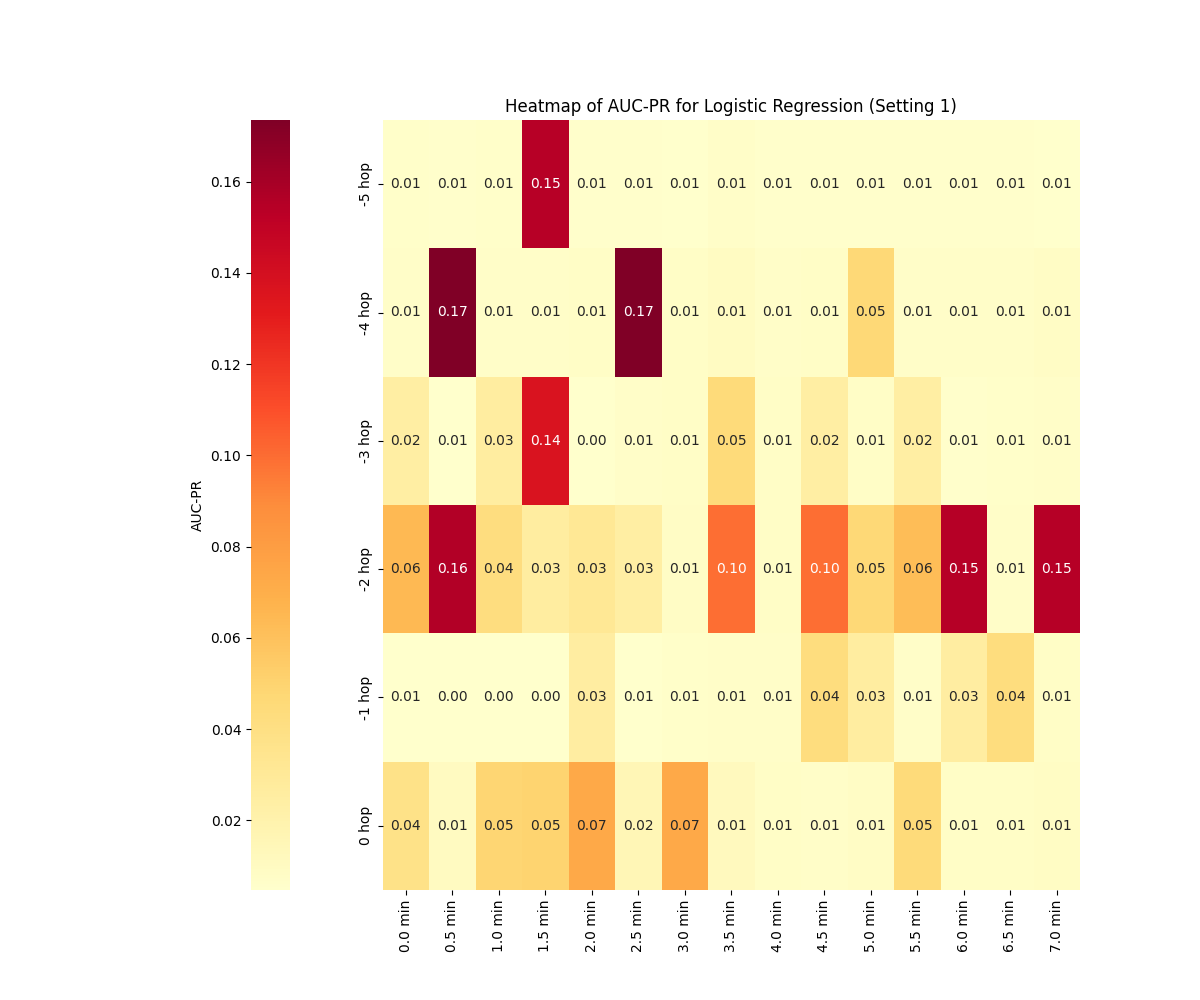 Heatmap of AUC-PR for Logistic Regression (Setting 1)
AUC-PR
0.16
0.14
0.12
0.10
0.08
0.06
0.04
0.02
-5 hop 0.01 0.01 0.01 0.15 0.01 0.01 0.01 0.01 0.01 0.01 0.01 0.01 0.01 0.01 0.01
-4 hop 0.01 0.17 0.01 0.01 0.01 0.17 0.01 0.01 0.01 0.01 0.05 0.01 0.01 0.01 0.01
-3 hop 0.02 0.01 0.03 0.14 0.00 0.01 0.01 0.05 0.01 0.02 0.01 0.02 0.01 0.01 0.01
-2 hop 0.06 0.16 0.04 0.03 0.03 0.03 0.01 0.10 0.01 0.10 0.05 0.06 0.15 0.01 0.15
-1 hop 0.01 0.00 0.00 0.00 0.03 0.01 0.01 0.01 0.01 0.04 0.03 0.01 0.03 0.04 0.01
0 hop 0.04 0.01 0.05 0.05 0.07 0.02 0.07 0.01 0.01 0.01 0.01 0.05 0.01 0.01 0.01
0.0 min 0.5 min 1.0 min 1.5 min 2.0 min 2.5 min 3.0 min 3.5 min 4.0 min 4.5 min 5.0 min 5.5 min 6.0 min 6.5 min 7.0 min